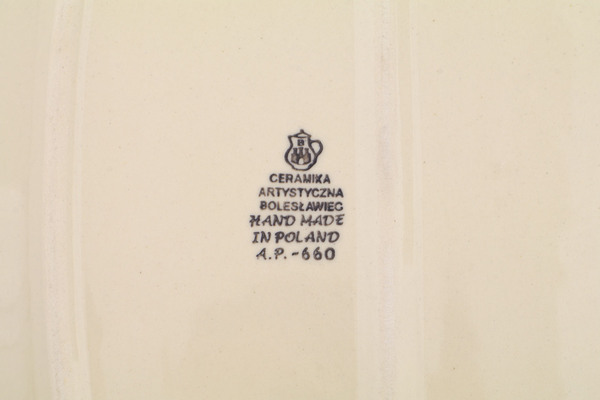 B
CERAMIKA
ARTYSTYCZNA
BOLESŁAWIEC
HAND MADE
IN POLAND
A.P. -660